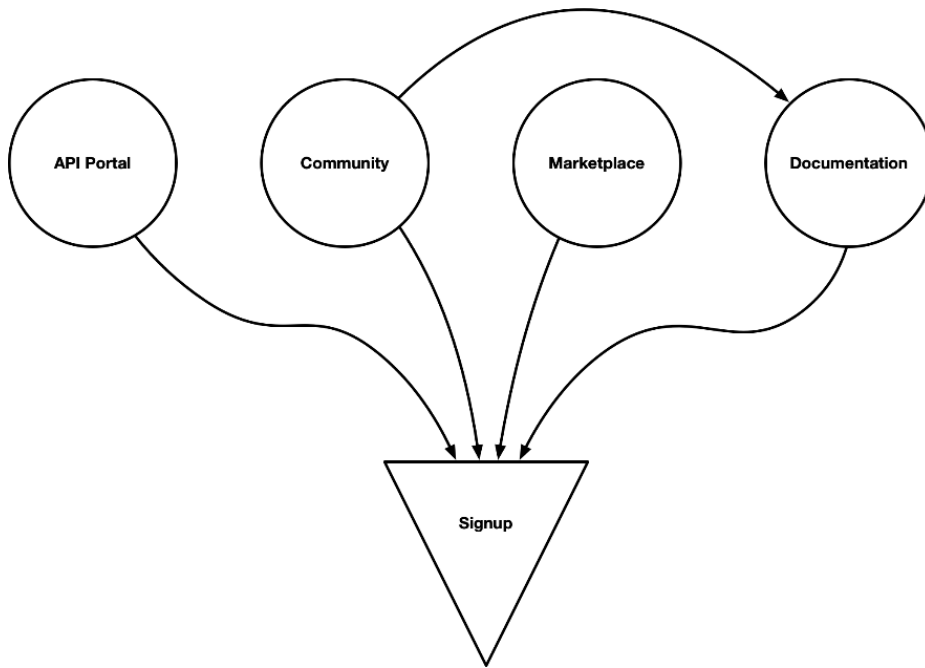 API Portal
Community
Marketplace
Documentation
Signup